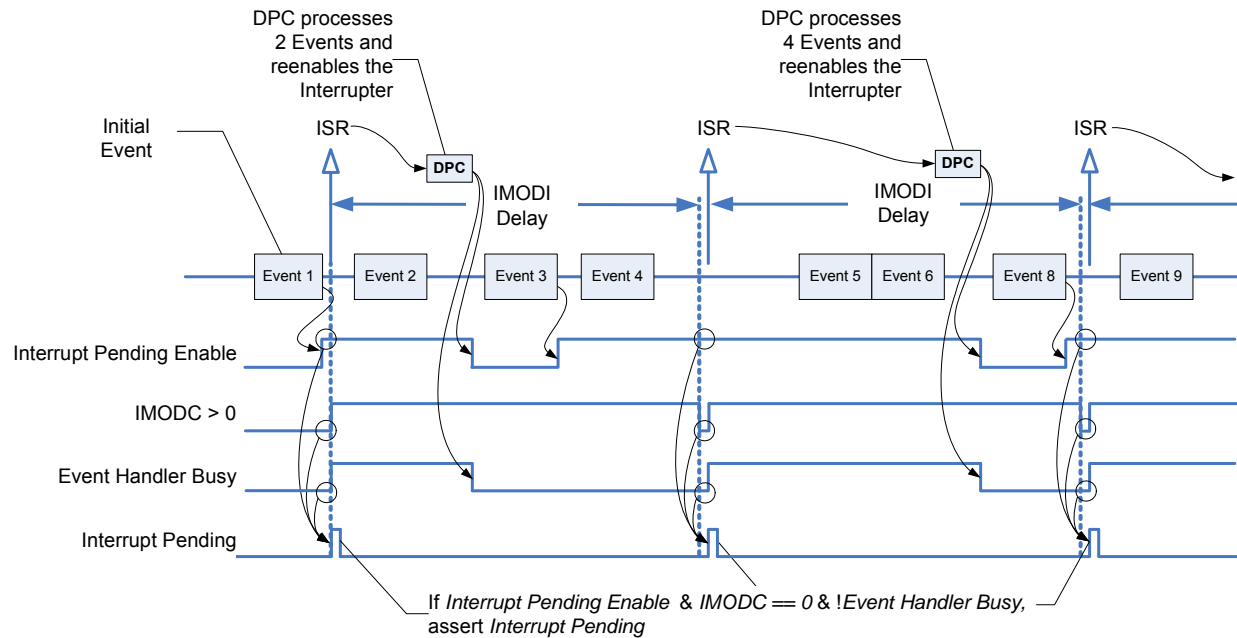 DPC processes
2 Events and
reenables the
Interrupter
DPC processes
4 Events and
reenables the
Interrupter
Initial
Event
ISR
ISR
ISR
DPC
DPC
IMODI
Delay
IMODI
Delay
Event 1
Event 2
Event 3
Event 4
Event 5
Event 6
Event 8
Event 9
Interrupt Pending Enable
IMODC > 0
Event Handler Busy
Interrupt Pending
If Interrupt Pending Enable & IMODC == 0 & !Event Handler Busy,
assert Interrupt Pending